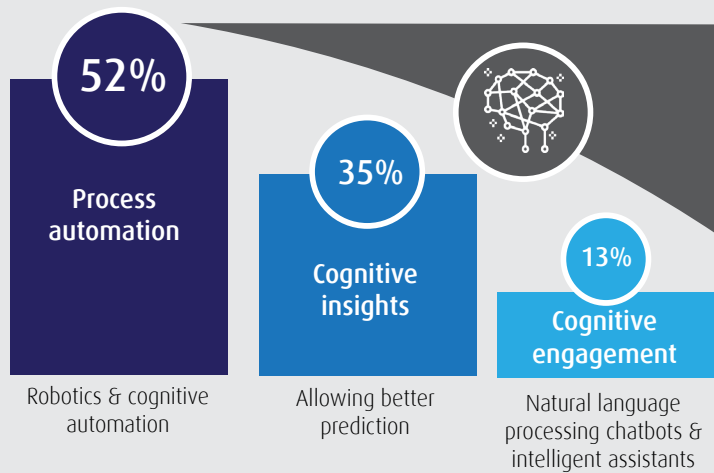 52%
Process
automation
Robotics & cognitive
automation
35%
Cognitive
insights
Allowing better
prediction
13%
Cognitive
engagement
Natural language
processing chatbots &
intelligent assistants